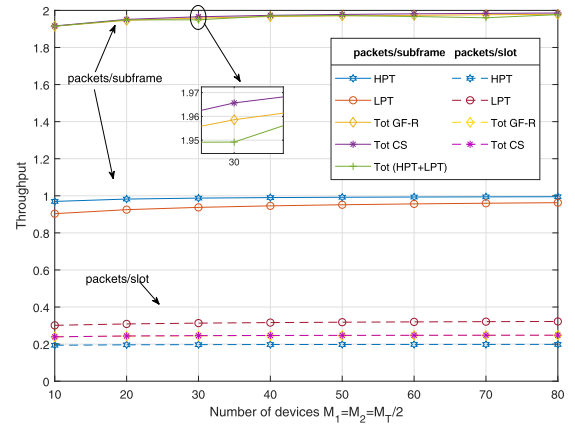 2
1.8
1.6
1.4
1.2
1
0.8
0.6
0.4
0.2
0
Throughput
packets/subframe
packets/slot
1.97
1.96
1.95
30
packets/subframe packets/slot
HPT HPT
LPT LPT
Tot GF-R Tot GF-R
Tot CS Tot CS
Tot (HPT+LPT)
10 20 30 40 50 60 70 80
Number of devices M1=M2=MT/2